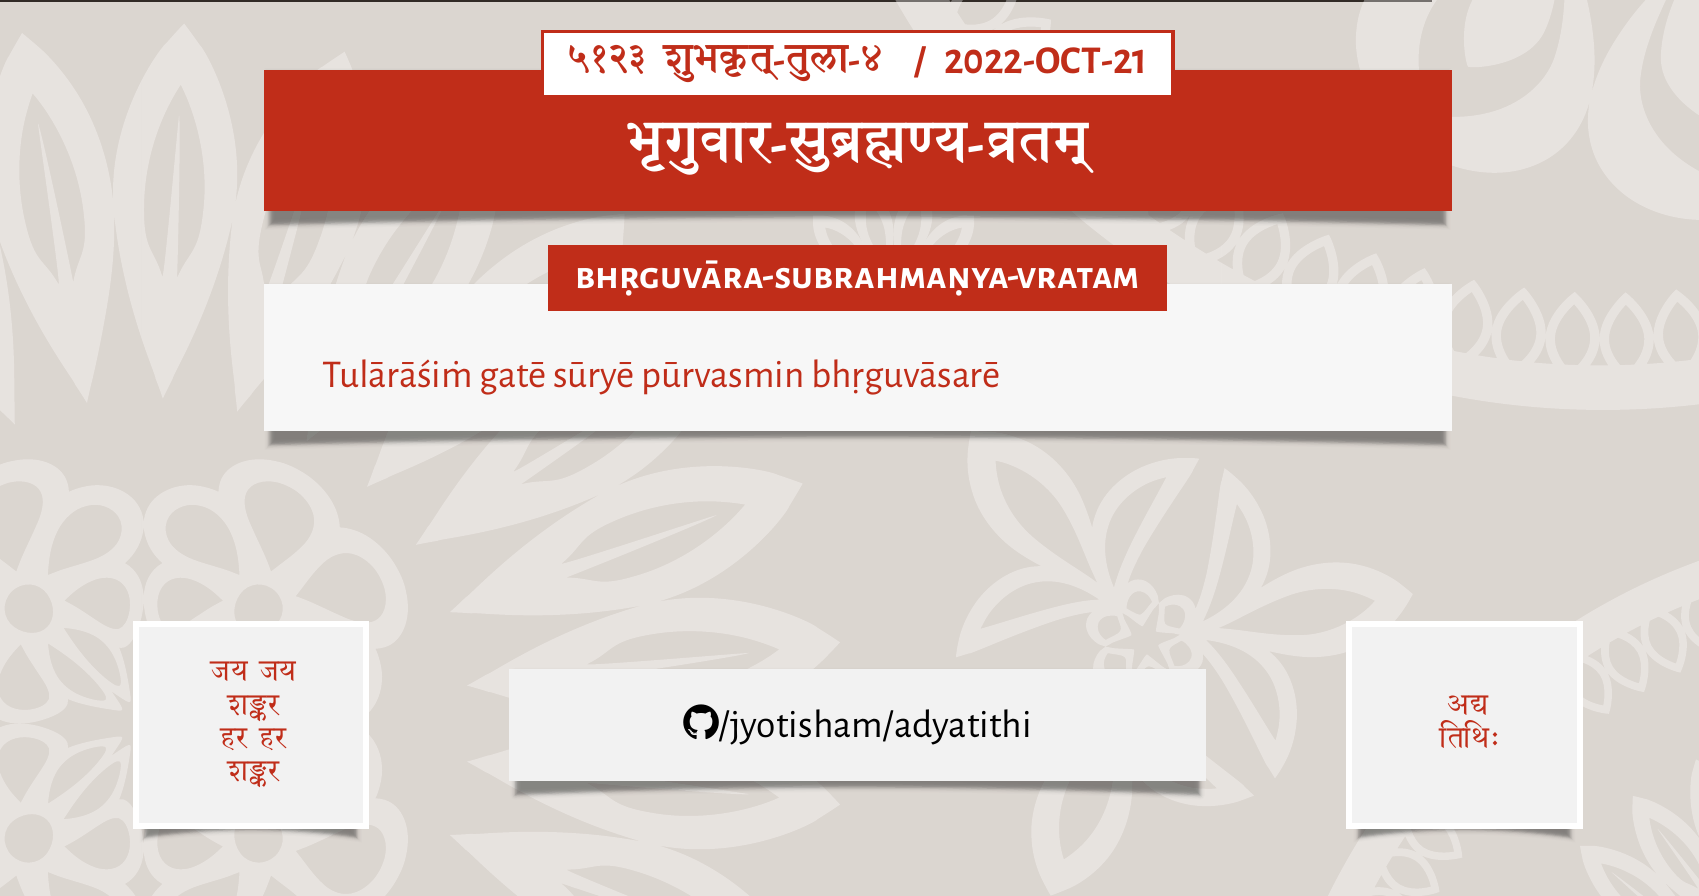 ५१२३ शुभकृत्-तुला-४ / 2022-OCT-21
भृगुवार-सुब्रह्मण्य-व्रतम्
BHṚGUVĀRA-SUBRAHMAṆYA-VRATAM
Tulārāśiṁ gatē sūryē pūrvasmin bhṛguvāsarē
जय जय
शङ्कर
हर हर
शङ्कर
/jyotisham/adyatithi
अद्य
तिथिः